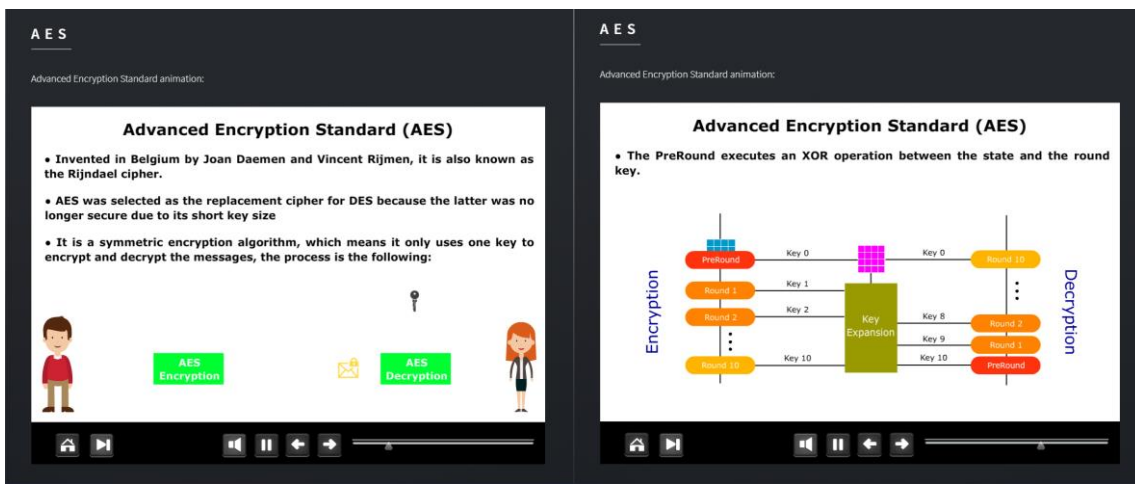 AES
Advanced Encryption Standard animation:
Advanced Encryption Standard (AES)
• Invented in Belgium by Joan Daemen and Vincent Rijmen, it is also known as
the Rijndael cipher.
• AES was selected as the replacement cipher for DES because the latter was no
longer secure due to its short key size
• It is a symmetric encryption algorithm, which means it only uses one key to
encrypt and decrypt the messages, the process is the following:
AES
Encryption
AES
Decryption
AES
Advanced Encryption Standard animation:
Advanced Encryption Standard (AES)
• The PreRound executes an XOR operation between the state and the round
key.
Encryption
PreRound
Round 1
Round 2
Round 10
Key 0
Key 1
Key 2
Key 10
Key
Expansion
Key 0
Key 8
Key 9
Key 10
Round 10
Round 2
Round 1
PreRound
Decryption